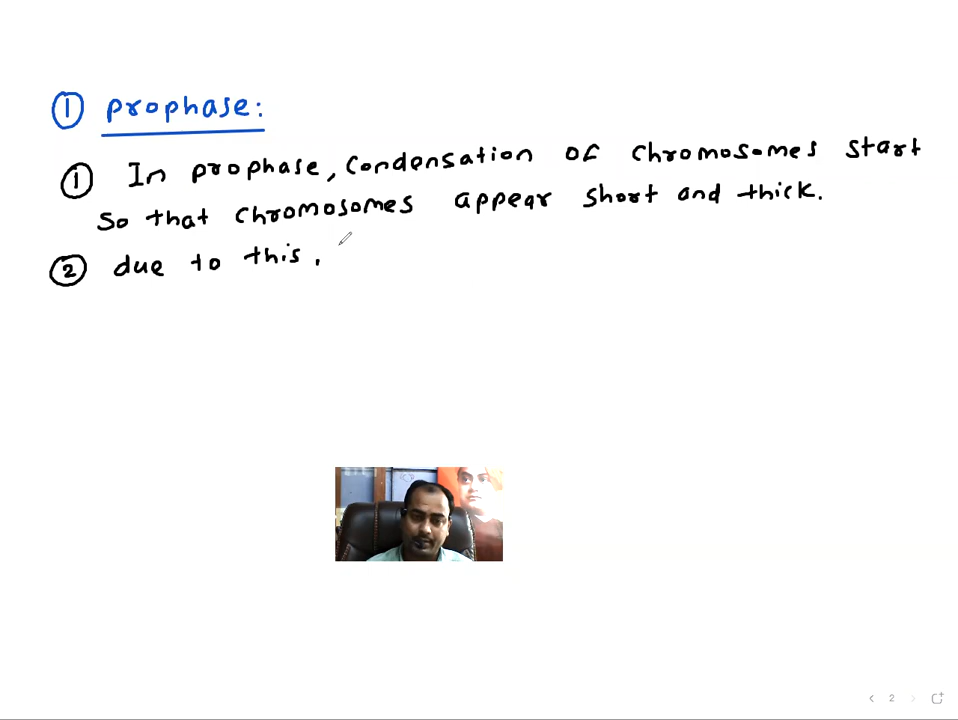 ① prophase:
① In prophase, Condensation of chromosomes start
So that chromosomes appear short and thick.
② due to this,
2